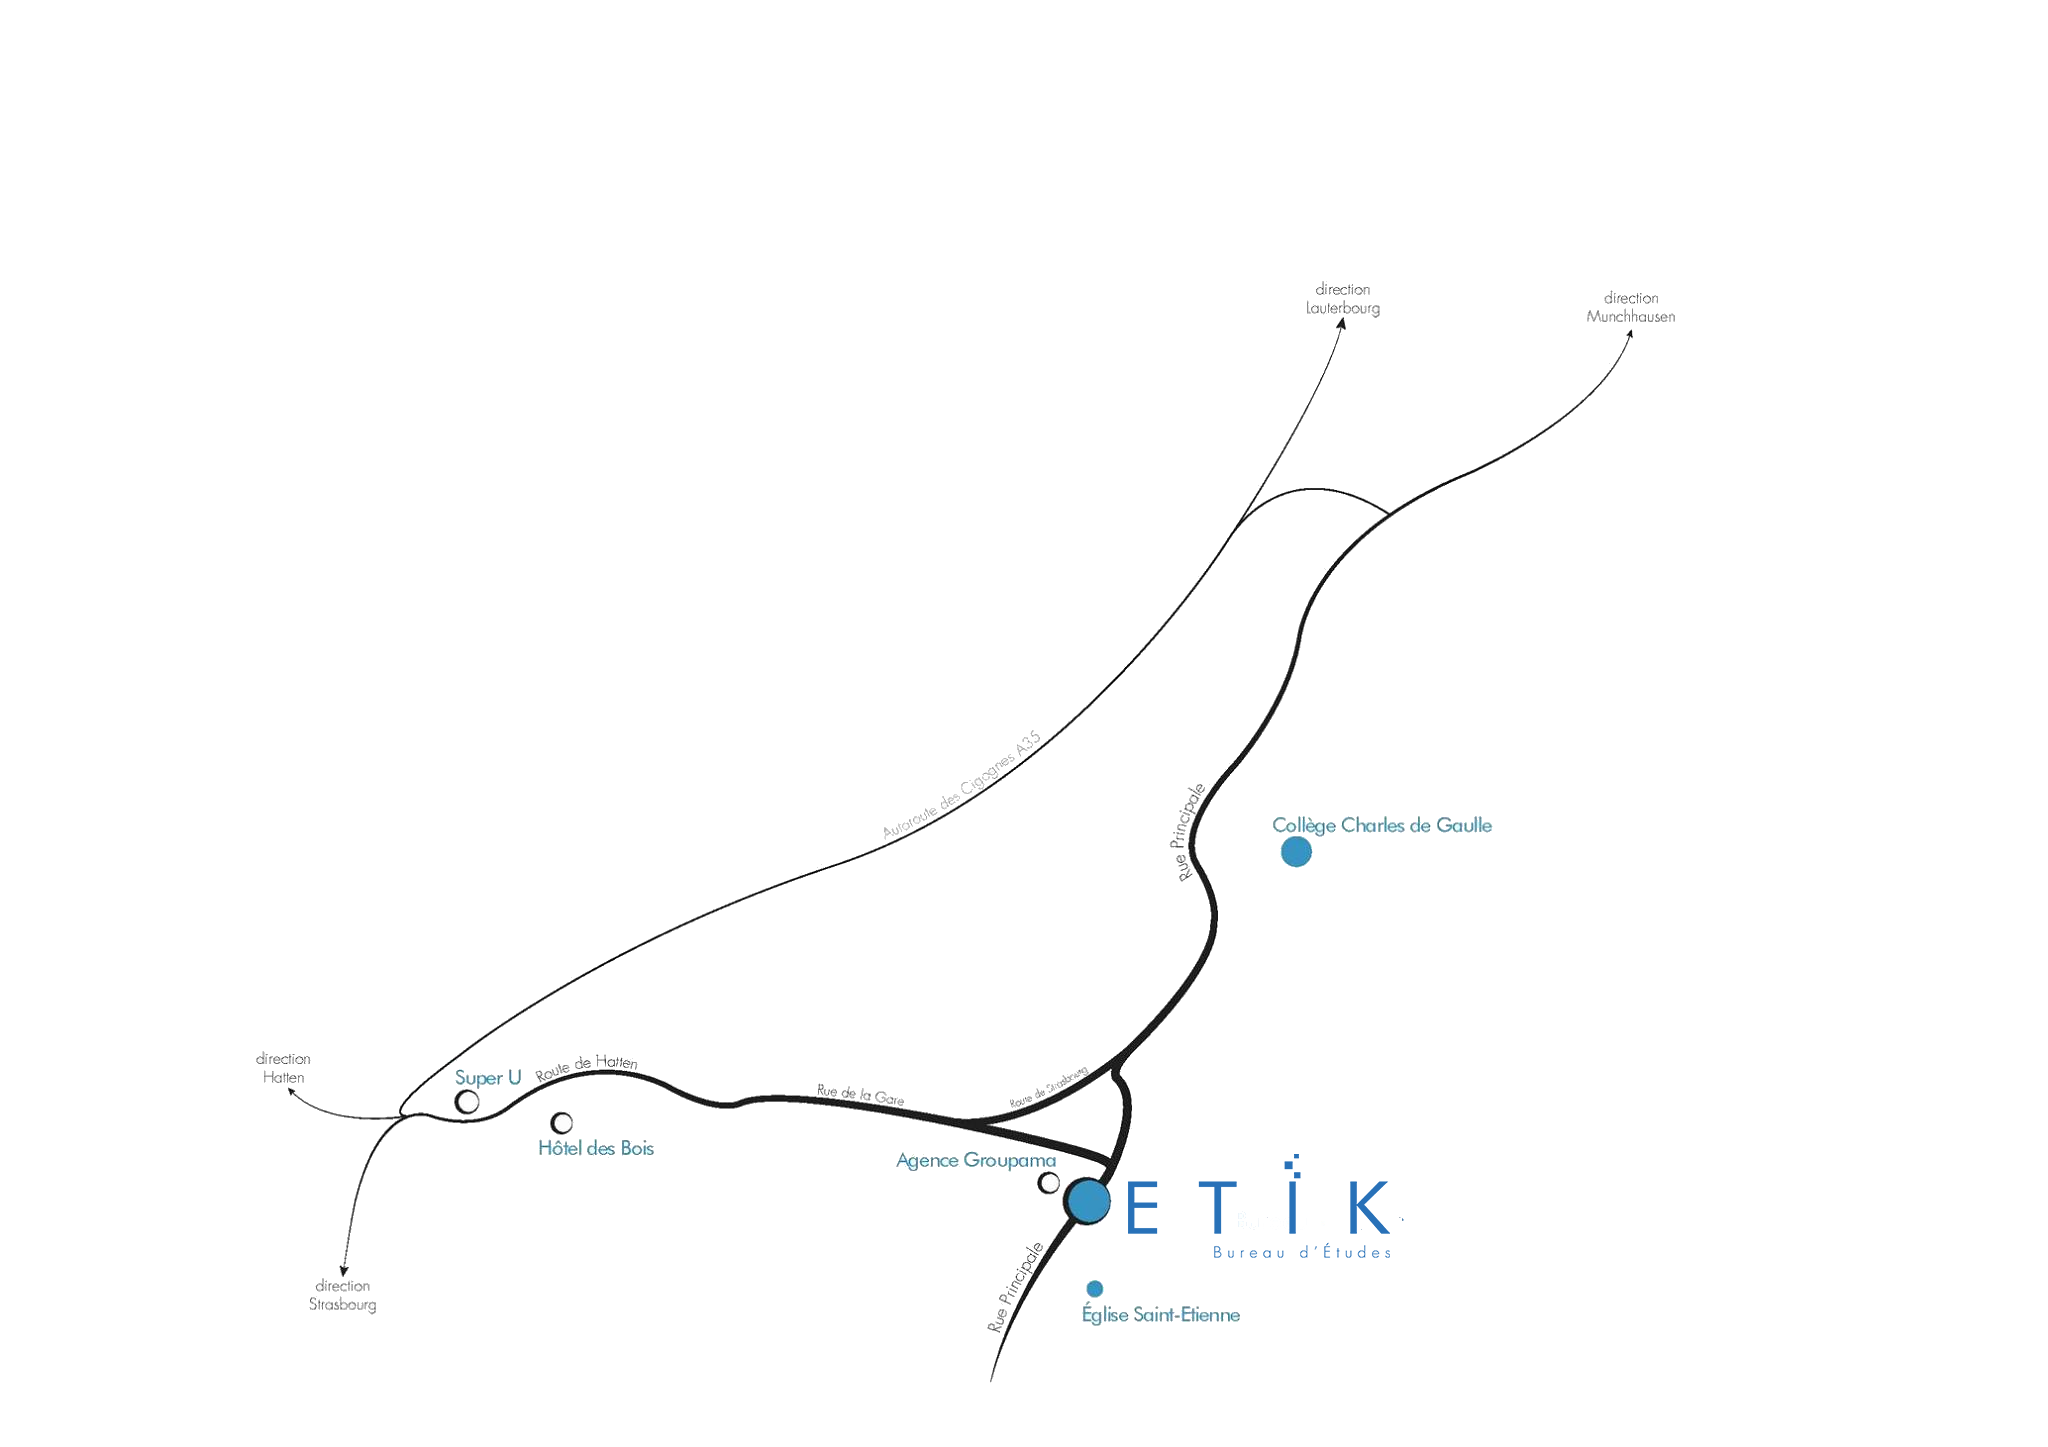 direction
Lauterbourg
direction
Munchhausen
Autoroute des Cigognes A35
Rue Principale
Collège Charles de Gaulle
direction
Hatten
Super U
Route de Hatten
Hôtel des Bois
Rue de la Gare
Route de Strasbourg
Agence Groupama
ETIK
Bureau d'Études
Rue Principale
Église Saint-Etienne
direction
Strasbourg